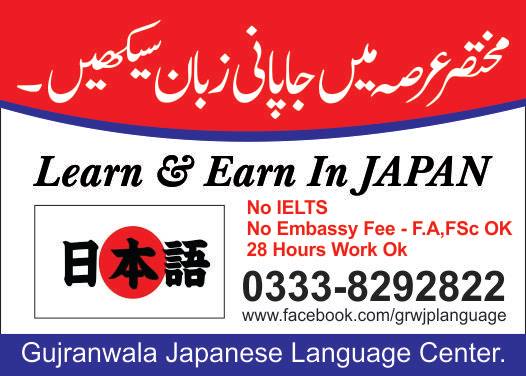 مختصر عرصہ میں جاپانی زبان سیکھیں۔
Learn & Earn In JAPAN
日本語
No IELTS
No Embassy Fee - F.A,FSc OK
28 Hours Work Ok
0333-8292822
www.facebook.com/grwjplanguage
Gujranwala Japanese Language Center.